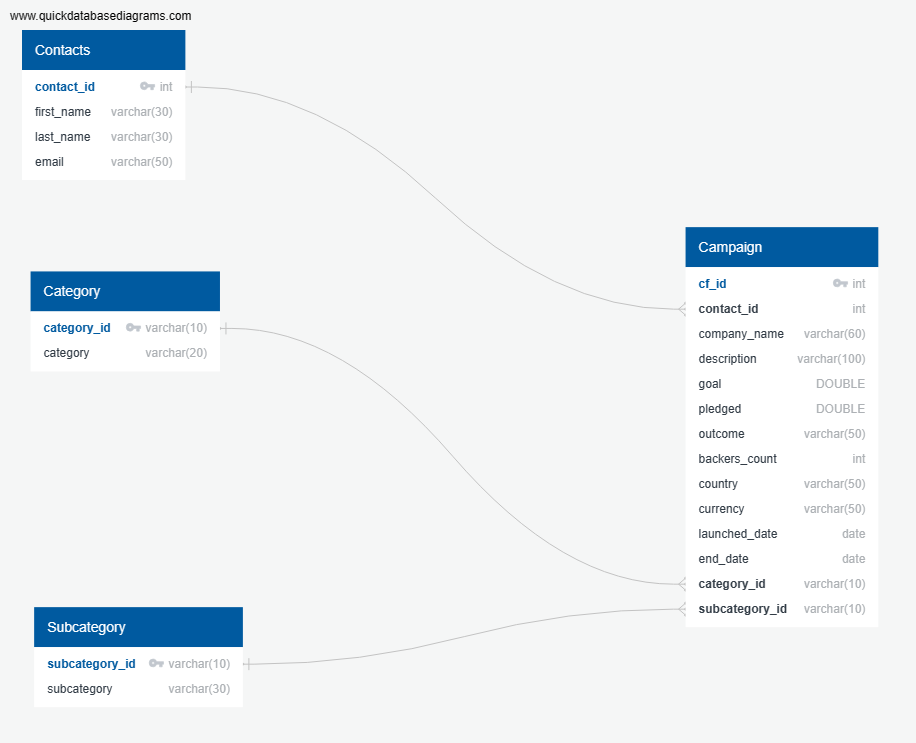 www.quickdatabasediagrams.com
Contacts
contact_id int
first_name varchar(30)
last_name varchar(30)
email varchar(50)
Category
category_id varchar(10)
category varchar(20)
Subcategory
subcategory_id varchar(10)
subcategory varchar(30)
Campaign
cf_id int
contact_id int
company_name varchar(60)
description varchar(100)
goal DOUBLE
pledged DOUBLE
outcome varchar(50)
backers_count int
country varchar(50)
currency varchar(50)
launched_date date
end_date date
category_id varchar(10)
subcategory_id varchar(10)